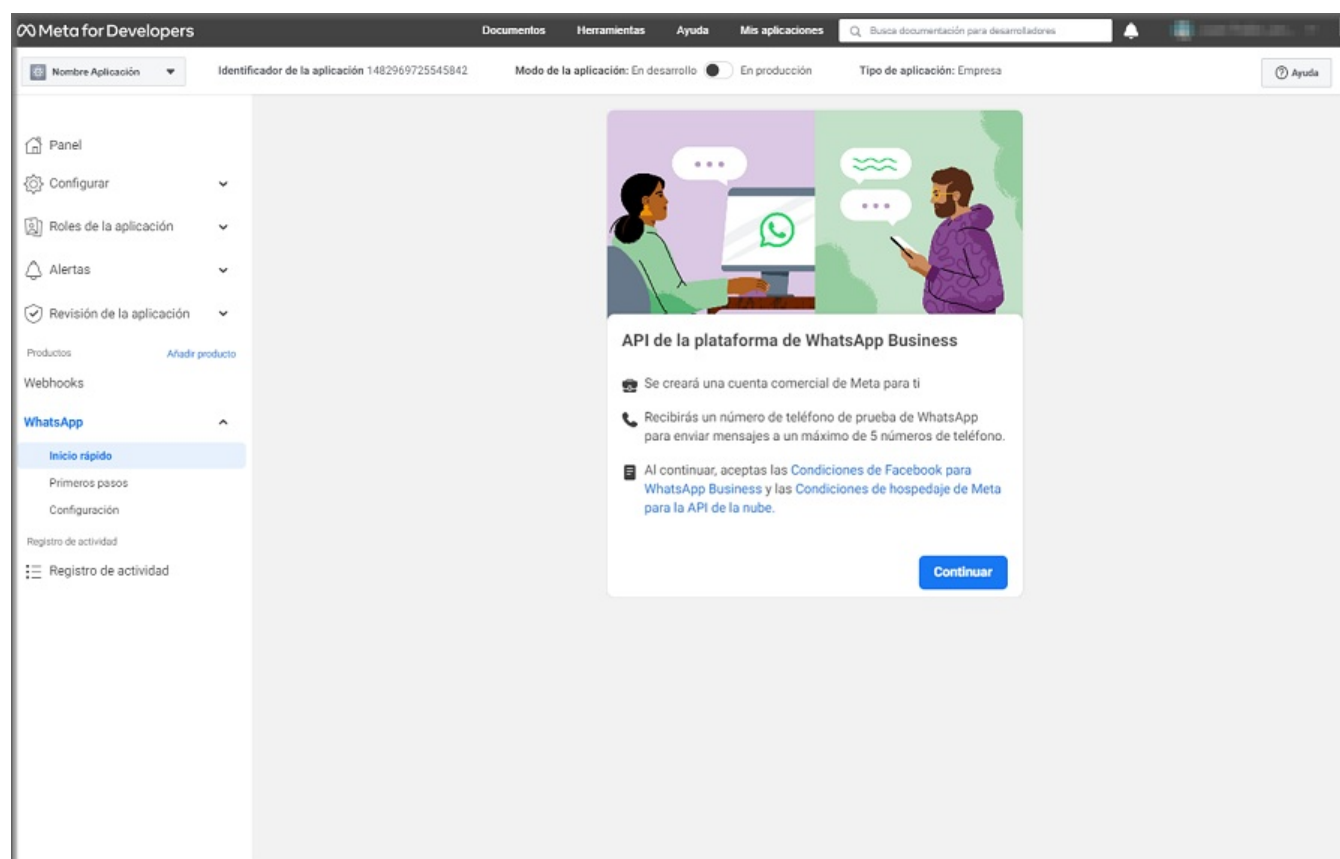 Meta for Developers
Documentos
Herramientas
Ayuda
Mis aplicaciones
Busca documentación para desarrolladores
Nombre Aplicación
Identificador de la aplicación 1482969725545842
Modo de la aplicación: En desarrollo
En producción
Tipo de aplicación: Empresa
Ayuda
Panel
Configurar
Roles de la aplicación
Alertas
Revisión de la aplicación
Productos
Añadir producto
Webhooks
WhatsApp
Inicio rápido
Primeros pasos
Configuración
Registro de actividad
Registro de actividad
API de la plataforma de WhatsApp Business
Se creará una cuenta comercial de Meta para ti
Recibirás un número de teléfono de prueba de WhatsApp
para enviar mensajes a un máximo de 5 números de teléfono.
Al continuar, aceptas las Condiciones de Facebook para
WhatsApp Business y las Condiciones de hospedaje de Meta
para la API de la nube.
Continuar